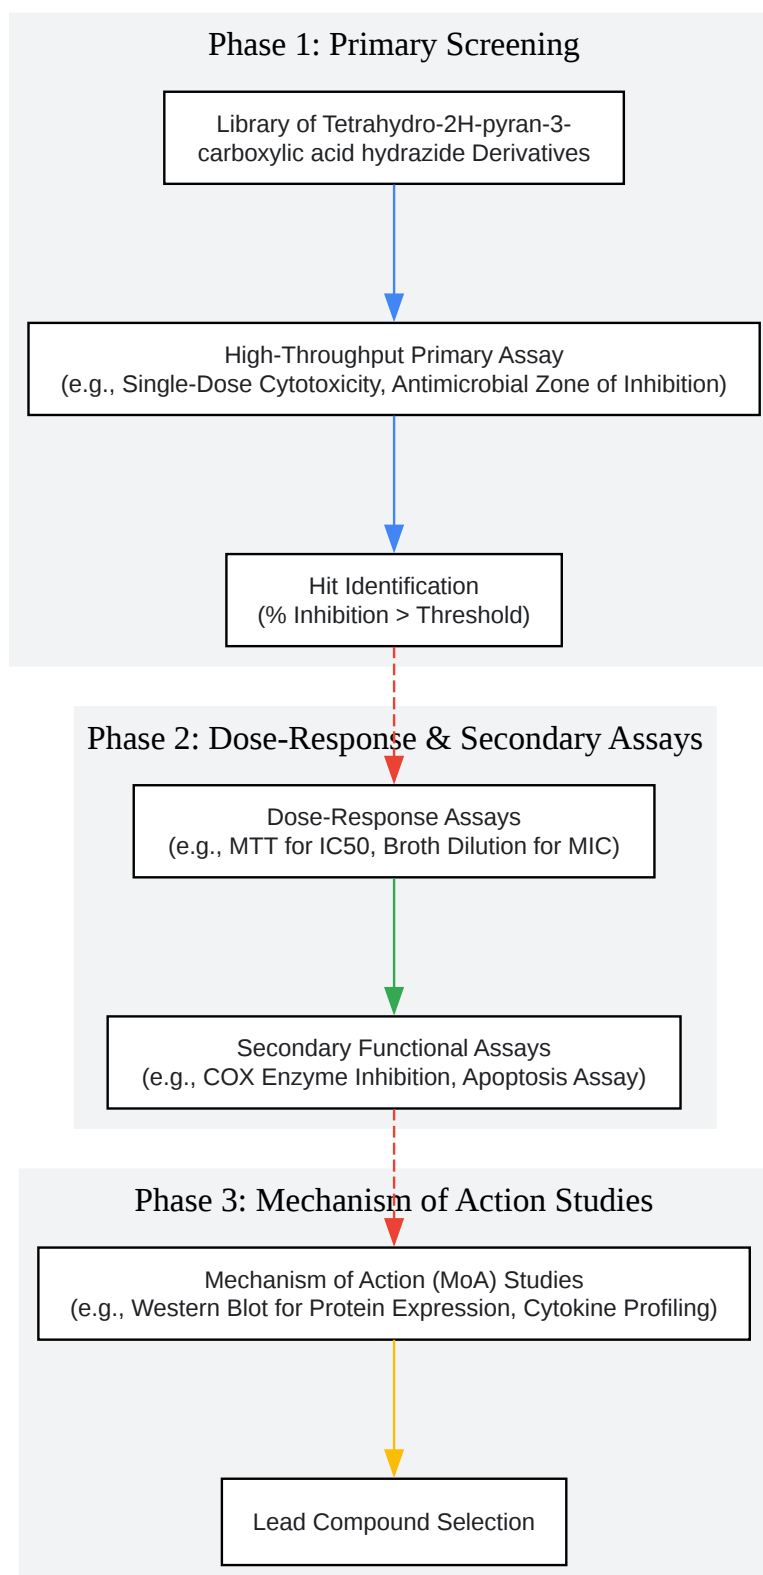 Phase 1: Primary Screening
Library of Tetrahydro-2H-pyran-3-
carboxylic acid hydrazide Derivatives
High-Throughput Primary Assay
(e.g., Single-Dose Cytotoxicity, Antimicrobial Zone of Inhibition)
Hit Identification
(% Inhibition > Threshold)
Phase 2: Dose-Response & Secondary Assays
Dose-Response Assays
(e.g., MTT for IC50, Broth Dilution for MIC)
Secondary Functional Assays
(e.g., COX Enzyme Inhibition, Apoptosis Assay)
Phase 3: Mechanism of Action Studies
Mechanism of Action (MoA) Studies
(e.g., Western Blot for Protein Expression, Cytokine Profiling)
Lead Compound Selection